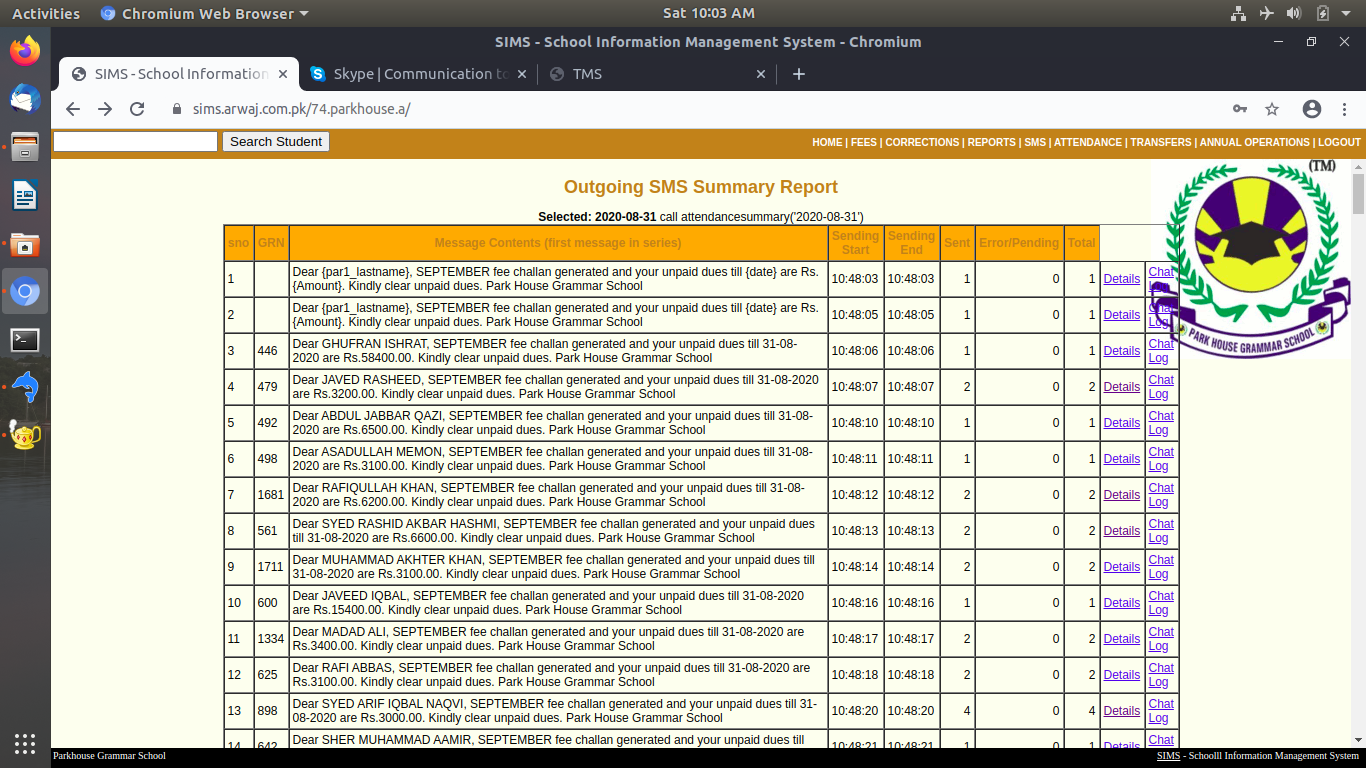 Activities Chromium Web Browser Sat 10:03 AM
SIMS - School Information Management System - Chromium
SIMS - School Information Skype | Communication to TMS
sims.arwaj.com.pk/74.parkhouse.a/
Search Student HOME | FEES | CORRECTIONS | REPORTS | SMS | ATTENDANCE | TRANSFERS | ANNUAL OPERATIONS | LOGOUT
(TM)
PARK HOUSE GRAMMAR SCHOOL
Outgoing SMS Summary Report
Selected: 2020-08-31 call attendancesummary('2020-08-31')
sno GRN Message Contents (first message in series) Sending Start Sending End Sent Error/Pending Total
1 Dear {par1_lastname}, SEPTEMBER fee challan generated and your unpaid dues till {date} are Rs. 10:48:03 10:48:03 1 0 1 Details Chat
{Amount}. Kindly clear unpaid dues. Park House Grammar School Log
2 Dear {par1_lastname}, SEPTEMBER fee challan generated and your unpaid dues till {date} are Rs. 10:48:05 10:48:05 1 0 1 Details Chat
{Amount}. Kindly clear unpaid dues. Park House Grammar School Log
3 446 Dear GHUFRAN ISHRAT, SEPTEMBER fee challan generated and your unpaid dues till 31-08- 10:48:06 10:48:06 1 0 1 Details Chat
2020 are Rs.58400.00. Kindly clear unpaid dues. Park House Grammar School Log
4 479 Dear JAVED RASHEED, SEPTEMBER fee challan generated and your unpaid dues till 31-08-2020 10:48:07 10:48:07 2 0 2 Details Chat
are Rs.3200.00. Kindly clear unpaid dues. Park House Grammar School Log
5 492 Dear ABDUL JABBAR QAZI, SEPTEMBER fee challan generated and your unpaid dues till 31-08- 10:48:10 10:48:10 1 0 1 Details Chat
2020 are Rs.6500.00. Kindly clear unpaid dues. Park House Grammar School Log
6 498 Dear ASADULLAH MEMON, SEPTEMBER fee challan generated and your unpaid dues till 31-08- 10:48:11 10:48:11 1 0 1 Details Chat
2020 are Rs.3100.00. Kindly clear unpaid dues. Park House Grammar School Log
7 1681 Dear RAFIQULLAH KHAN, SEPTEMBER fee challan generated and your unpaid dues till 31-08- 10:48:12 10:48:12 2 0 2 Details Chat
2020 are Rs.6200.00. Kindly clear unpaid dues. Park House Grammar School Log
8 561 Dear SYED RASHID AKBAR HASHMI, SEPTEMBER fee challan generated and your unpaid dues 10:48:13 10:48:13 2 0 2 Details Chat
till 31-08-2020 are Rs.6600.00. Kindly clear unpaid dues. Park House Grammar School Log
9 1711 Dear MUHAMMAD AKHTER KHAN, SEPTEMBER fee challan generated and your unpaid dues till 10:48:14 10:48:14 2 0 2 Details Chat
31-08-2020 are Rs.3100.00. Kindly clear unpaid dues. Park House Grammar School Log
10 600 Dear JAVEED IQBAL, SEPTEMBER fee challan generated and your unpaid dues till 31-08-2020 10:48:16 10:48:16 1 0 1 Details Chat
are Rs.15400.00. Kindly clear unpaid dues. Park House Grammar School Log
11 1334 Dear MADAD ALI, SEPTEMBER fee challan generated and your unpaid dues till 31-08-2020 are 10:48:17 10:48:17 2 0 2 Details Chat
Rs.3400.00. Kindly clear unpaid dues. Park House Grammar School Log
12 625 Dear RAFI ABBAS, SEPTEMBER fee challan generated and your unpaid dues till 31-08-2020 are 10:48:18 10:48:18 2 0 2 Details Chat
Rs.3100.00. Kindly clear unpaid dues. Park House Grammar School Log
13 898 Dear SYED ARIF IQBAL NAQVI, SEPTEMBER fee challan generated and your unpaid dues till 31- 10:48:20 10:48:20 4 0 4 Details Chat
08-2020 are Rs.3000.00. Kindly clear unpaid dues. Park House Grammar School Log
14 642 Dear SHER MUHAMMAD AAMIR, SEPTEMBER fee challan generated and your unpaid dues till 10:48:21 10:48:21 1 0 1 Details Chat
Parkhouse Grammar School SIMS - Schoolll Information Management System